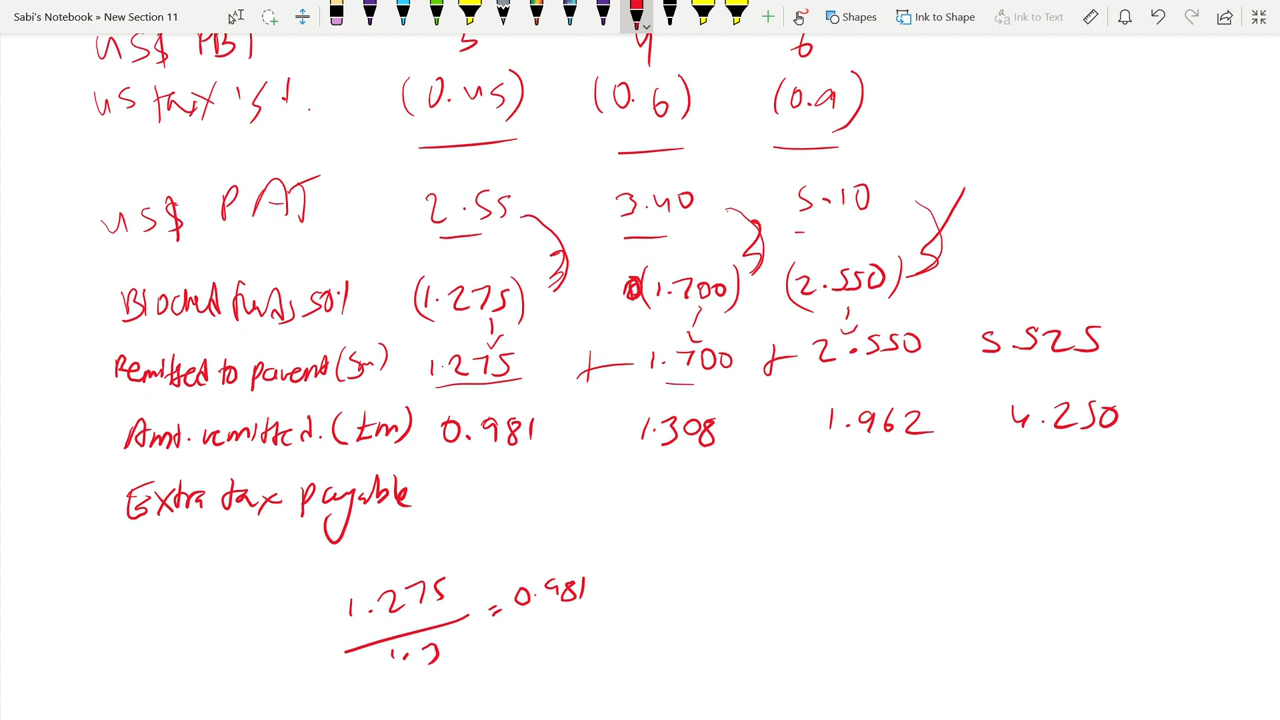 Sabi's Notebook » New Section 11 Shapes Ink to Shape Ink to Text
US$ PBT 3 4 6
US tax 15%. (0.45) (0.6) (0.9)
US$ PAT 2.55 3.40 5.10
Blocked funds 50% (1.275) (1.700) (2.550)
Remitted to parent ($m) 1.275 + 1.700 + 2.550 5.525
Amt. remitted. (£m) 0.981 1.308 1.962 4.250
Extra tax payable
1.275 = 0.981
1.3